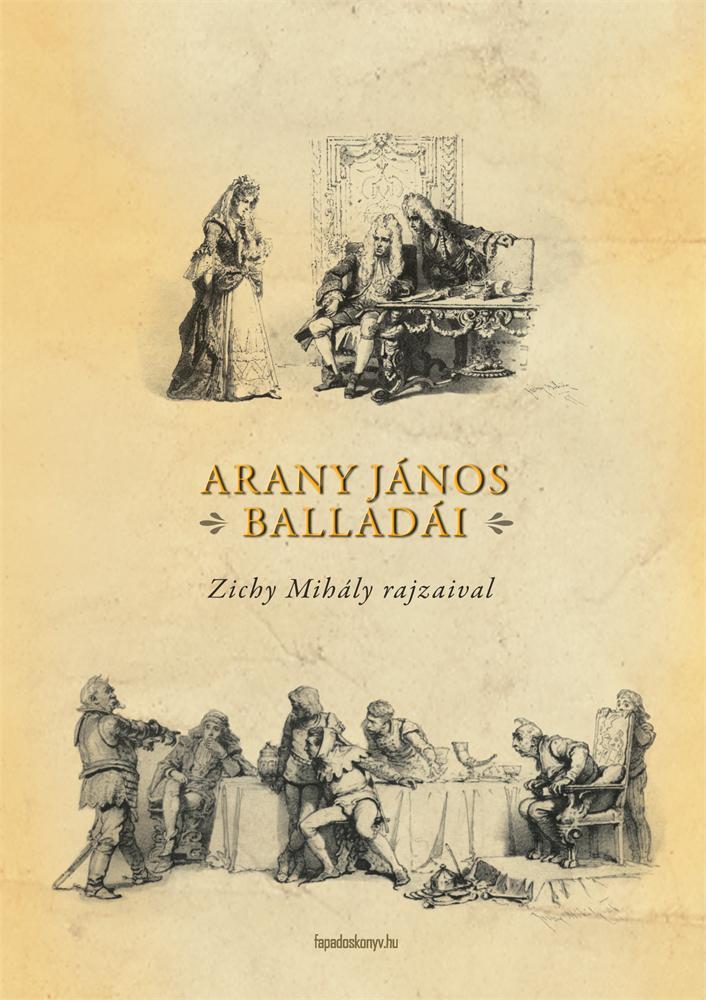 ARANY JÁNOS
BALLADÁI
Zichy Mihály rajzaival
fapadoskonyv.hu